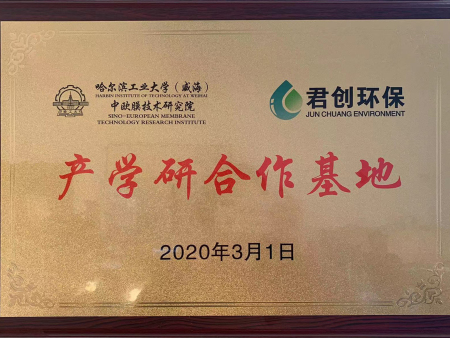 哈尔滨工业大学（威海）
HARBIN INSTITUTE OF TECHNOLOGY AT WEIHAI
中欧膜技术研究院
SINO-EUROPEAN MEMBRANE
TECHNOLOGY RESEARCH INSTITUTE
君创环保
JUN CHUANG ENVIRONMENT
产学研合作基地
2020年3月1日